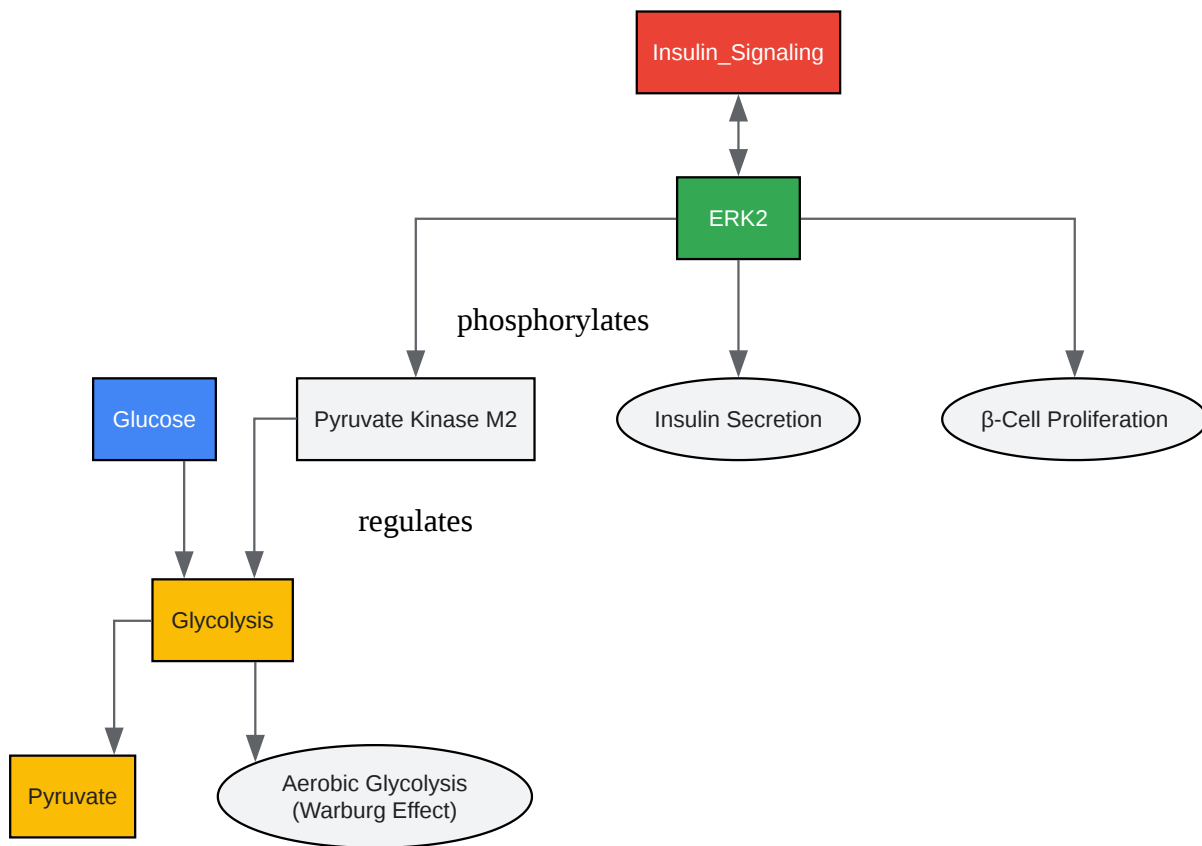 Insulin_Signaling
ERK2
phosphorylates
Glucose
Pyruvate Kinase M2
Insulin Secretion
β-Cell Proliferation
regulates
Glycolysis
Pyruvate
Aerobic Glycolysis
(Warburg Effect)